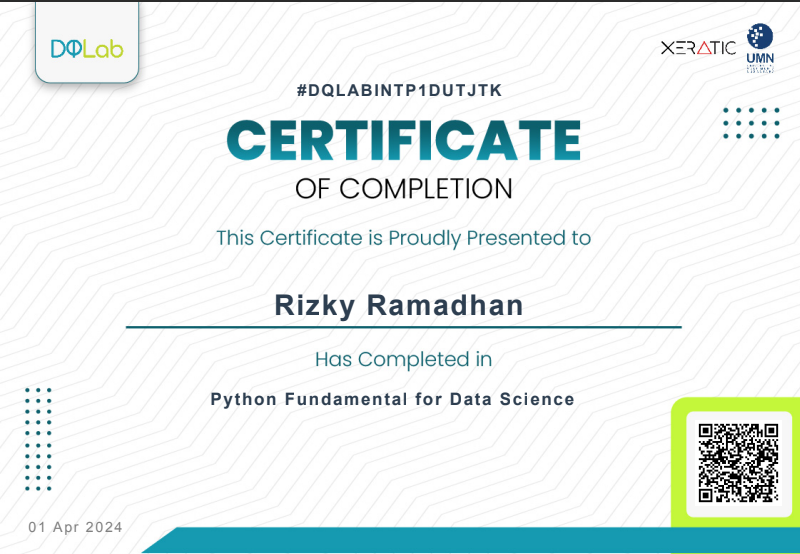 DQLab
XERATIC
UMN
#DQLABINTP1DUTJTK
CERTIFICATE
OF COMPLETION
This Certificate is Proudly Presented to
Rizky Ramadhan
Has Completed in
Python Fundamental for Data Science
01 Apr 2024